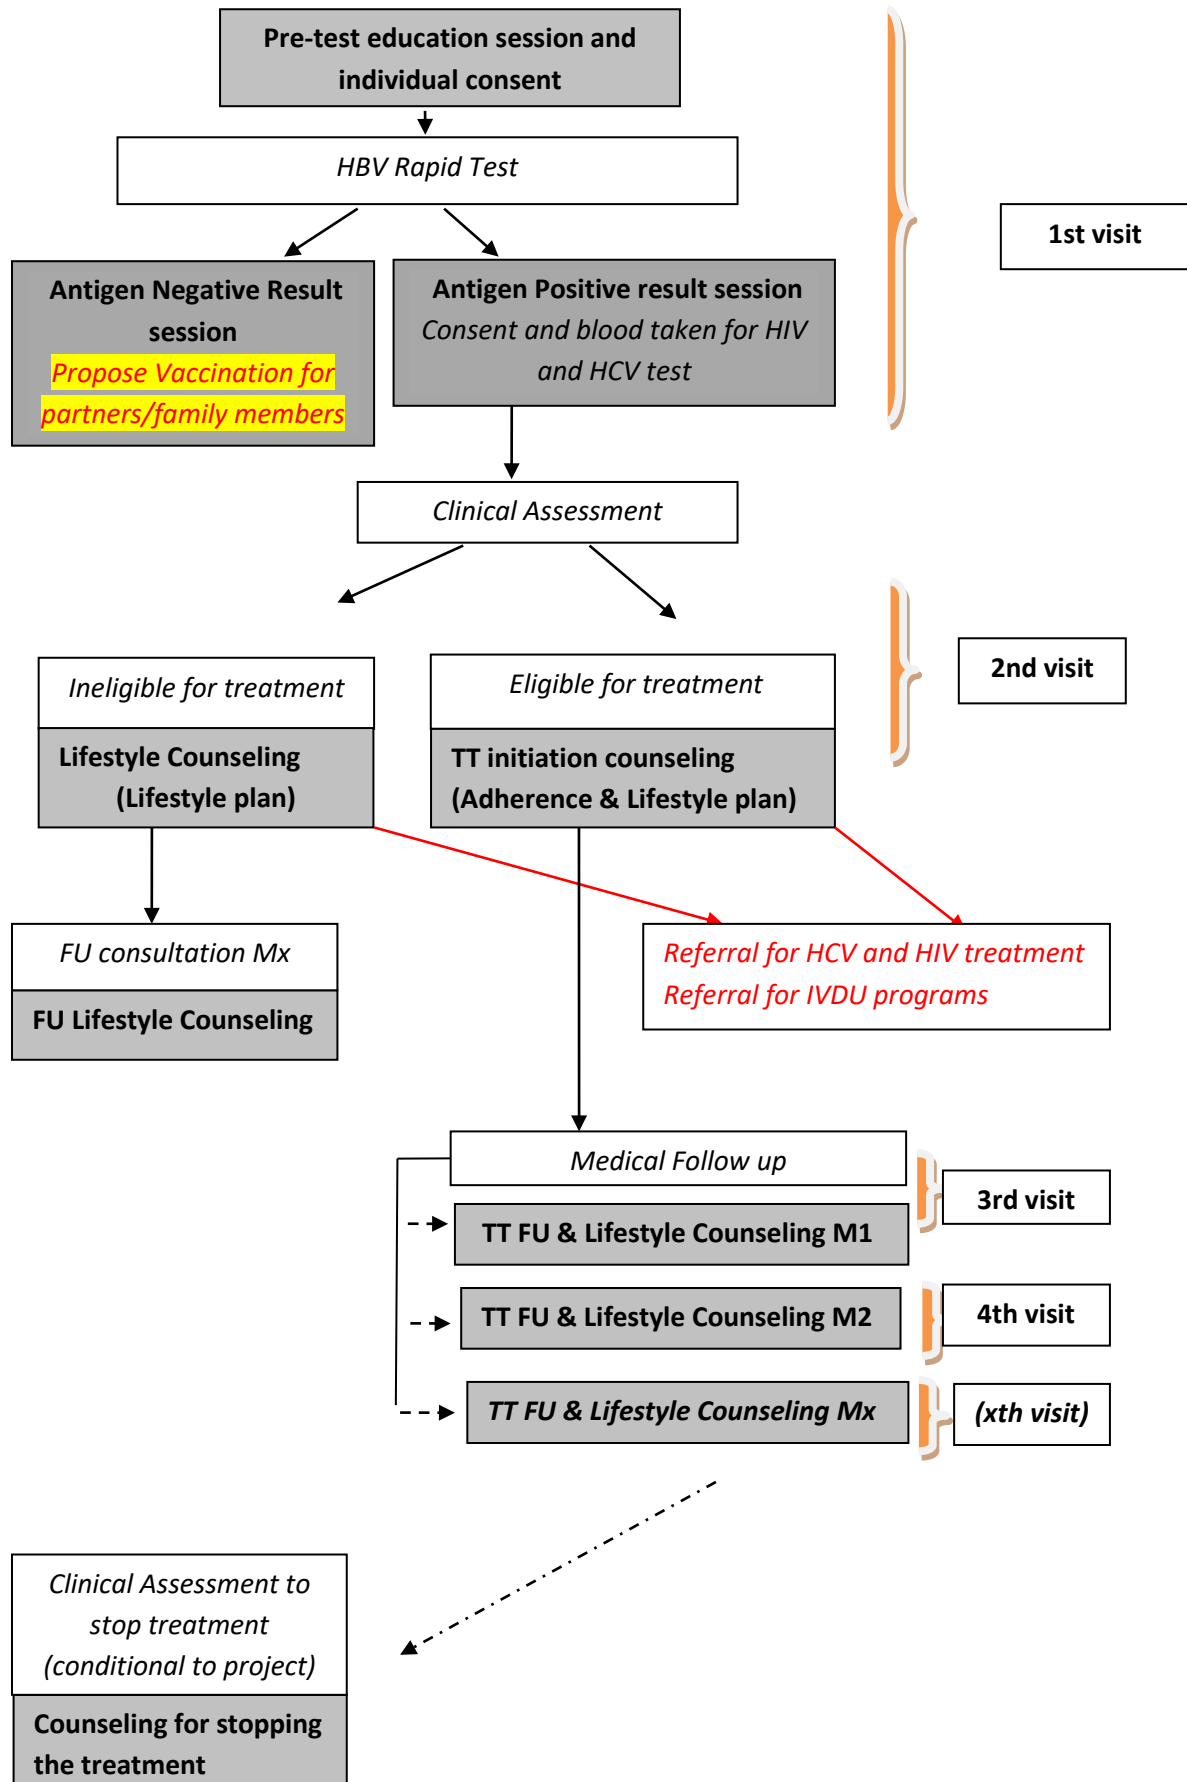 Pre-test education session and
individual consent
HBV Rapid Test
1st visit
Antigen Negative Result
session
Propose Vaccination for
partners/family members
Antigen Positive result session
Consent and blood taken for HIV
and HCV test
Clinical Assessment
2nd visit
Ineligible for treatment
Lifestyle Counseling
(Lifestyle plan)
Eligible for treatment
TT initiation counseling
(Adherence & Lifestyle plan)
FU consultation Mx
FU Lifestyle Counseling
Referral for HCV and HIV treatment
Referral for IVDU programs
Medical Follow up
3rd visit
TT FU & Lifestyle Counseling M1
TT FU & Lifestyle Counseling M2
4th visit
TT FU & Lifestyle Counseling Mx
(xth visit)
Clinical Assessment to
stop treatment
(conditional to project)
Counseling for stopping
the treatment